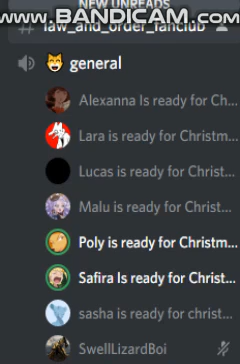 NEW UNREADS
www.BANDICAM.com
# law_and_order_fanclub
general
Alexanna Is ready for Ch...
Lara is ready for Christm...
Lucas is ready for Christ...
Malu is ready for Christ...
Poly is ready for Christm...
Safira Is ready for Christ...
sasha is ready for christ...
SwellLizardBoi